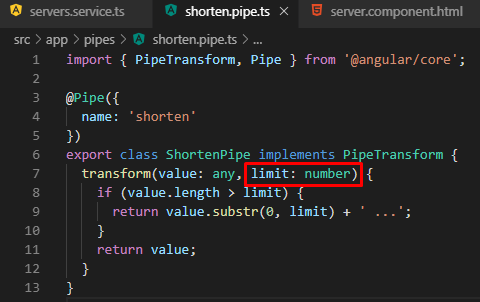 servers.service.ts shorten.pipe.ts × server.component.html
src > app > pipes > shorten.pipe.ts > ...
1 import { PipeTransform, Pipe } from '@angular/core';
2
3 @Pipe({
4   name: 'shorten'
5 })
6 export class ShortenPipe implements PipeTransform {
7   transform(value: any, limit: number) {
8     if (value.length > limit) {
9       return value.substr(0, limit) + ' ...';
10     }
11     return value;
12   }
13 }